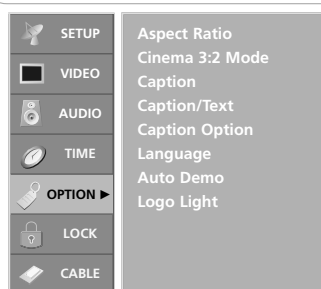 SETUP
VIDEO
AUDIO
TIME
OPTION ►
LOCK
CABLE
Aspect Ratio
Cinema 3:2 Mode
Caption
Caption/Text
Caption Option
Language
Auto Demo
Logo Light